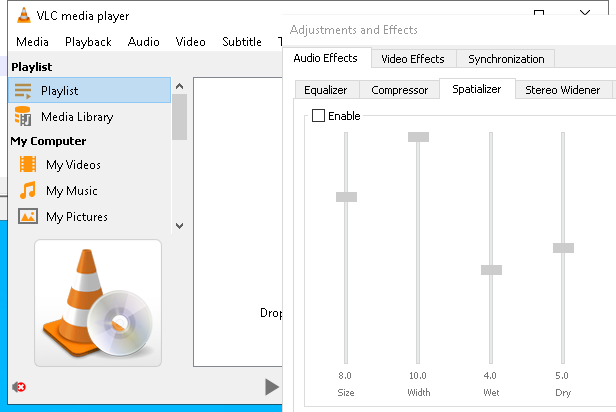 VLC media player
Media Playback Audio Video Subtitle
Playlist
Playlist
Media Library
My Computer
My Videos
My Music
My Pictures
Drop
Adjustments and Effects
Audio Effects Video Effects Synchronization
Equalizer Compressor Spatializer Stereo Widener
Enable
8.0 10.0 4.0 5.0
Size Width Wet Dry